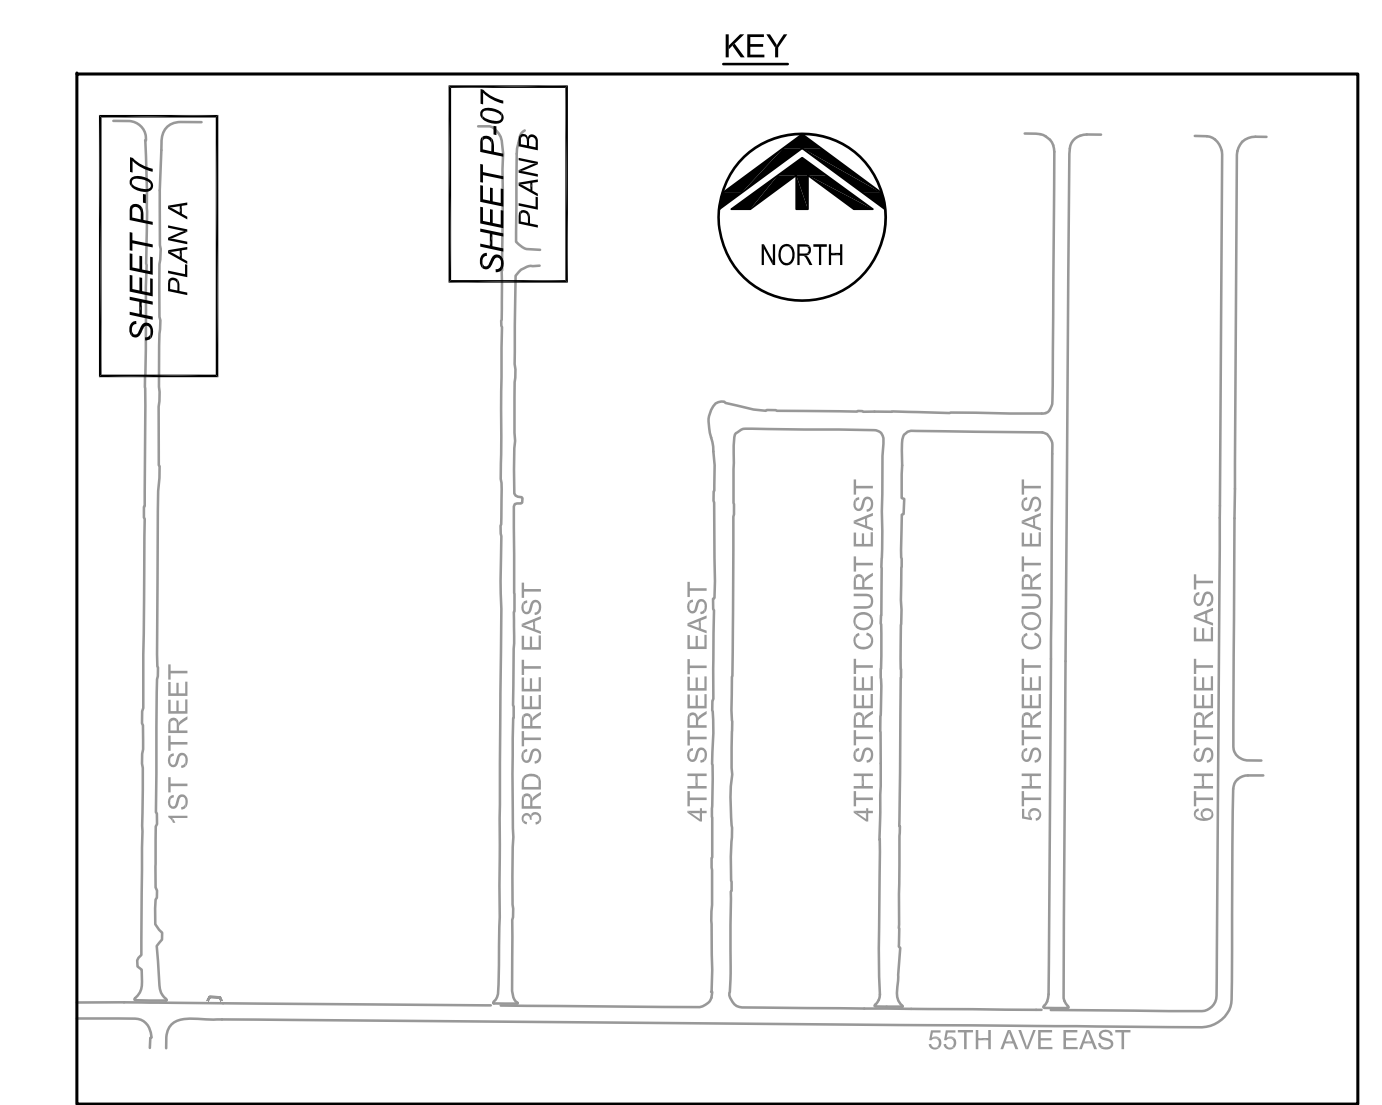 KEY
SHEET P-07
PLAN A
SHEET P-07
PLAN B
NORTH
1ST STREET
3RD STREET EAST
4TH STREET EAST
4TH STREET COURT EAST
5TH STREET COURT EAST
6TH STREET EAST
55TH AVE EAST